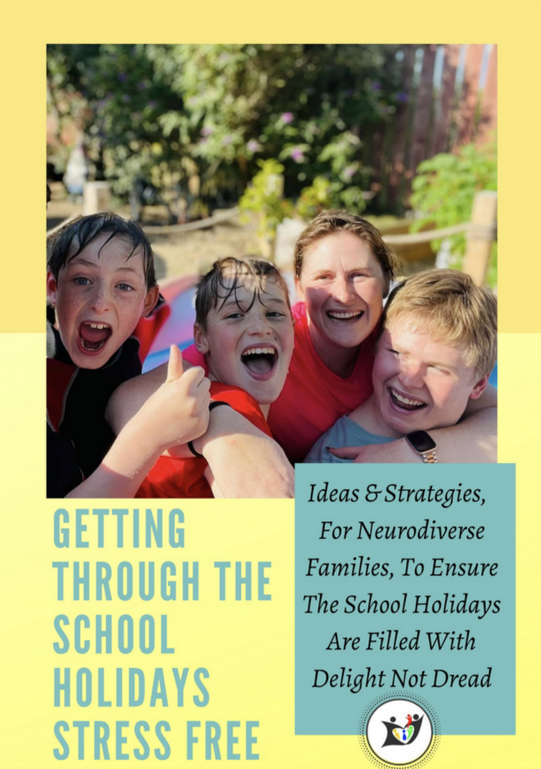 GETTING
THROUGH THE
SCHOOL
HOLIDAYS
STRESS FREE
Ideas & Strategies,
For Neurodiverse
Families, To Ensure
The School Holidays
Are Filled With
Delight Not Dread